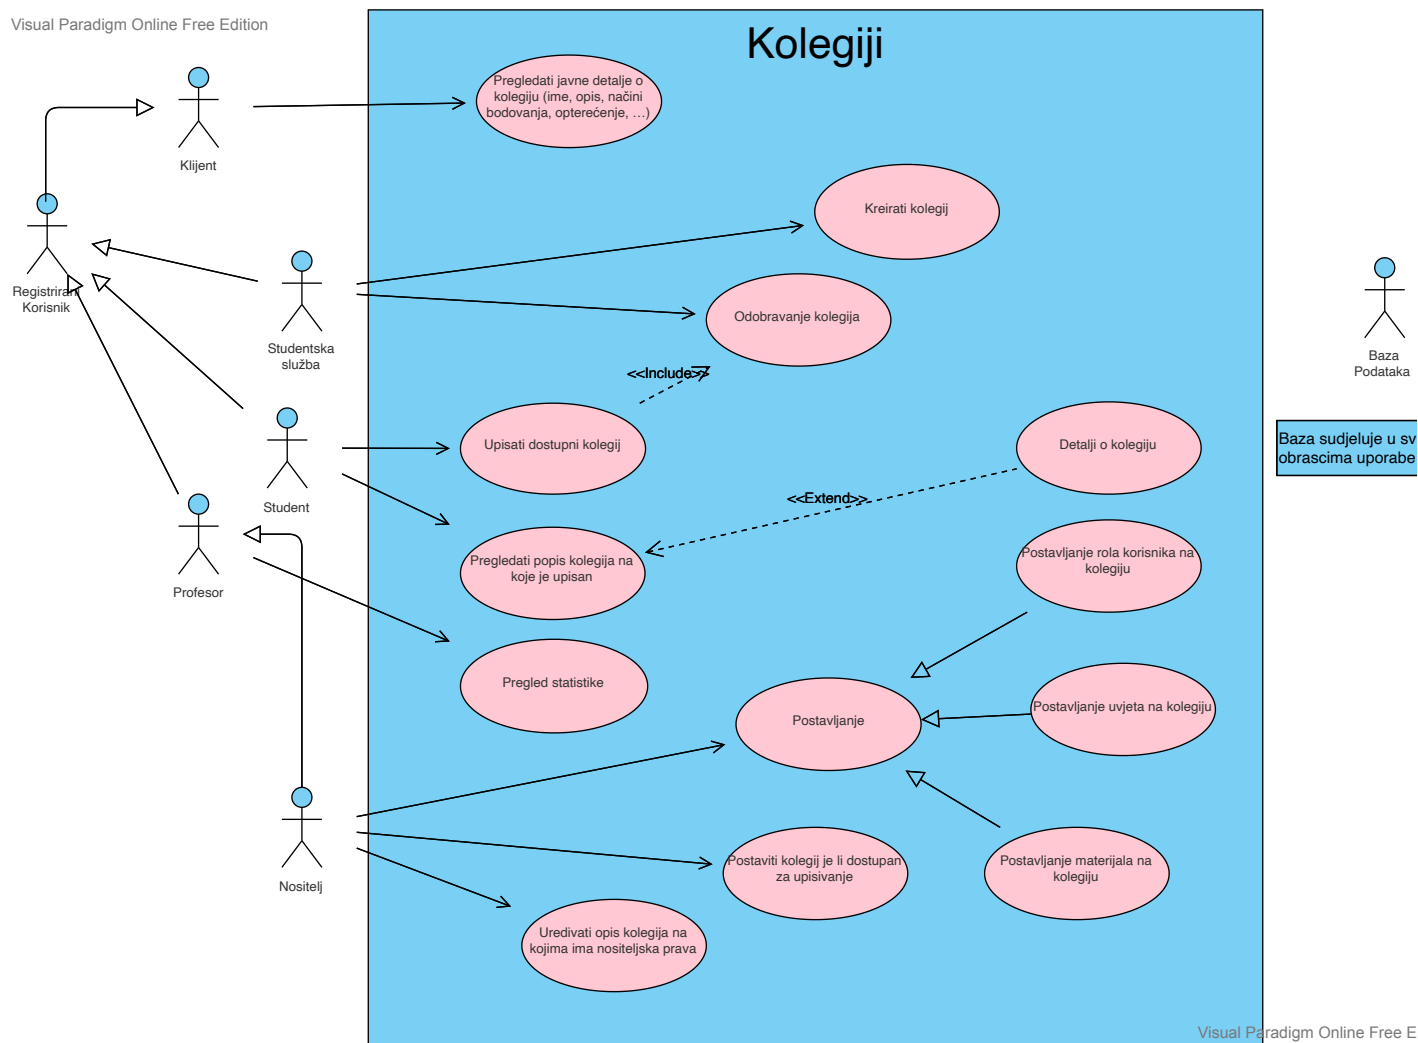 Visual Paradigm Online Free Edition
Kolegiji
Pregledati javne detalje o
kolegiju (ime, opis, načini
bodovanja, opterećenje, …)
Klijent
Kreirati kolegij
Registrirani
Korisnik
Studentska
služba
Odobravanje kolegija
Baza
Podataka
<<Include>>
Upisati dostupni kolegij
Detalji o kolegiju
Baza sudjeluje u sv
obrascima uporabe
Student
<<Extend>>
Pregledati popis kolegija na
koje je upisan
Postavljanje rola korisnika na
kolegiju
Profesor
Pregled statistike
Postavljanje
Postavljanje uvjeta na kolegiju
Nositelj
Postaviti kolegij je li dostupan
za upisivanje
Postavljanje materijala na
kolegiju
Uredivati opis kolegija na
kojima ima nositeljska prava
Visual Paradigm Online Free E